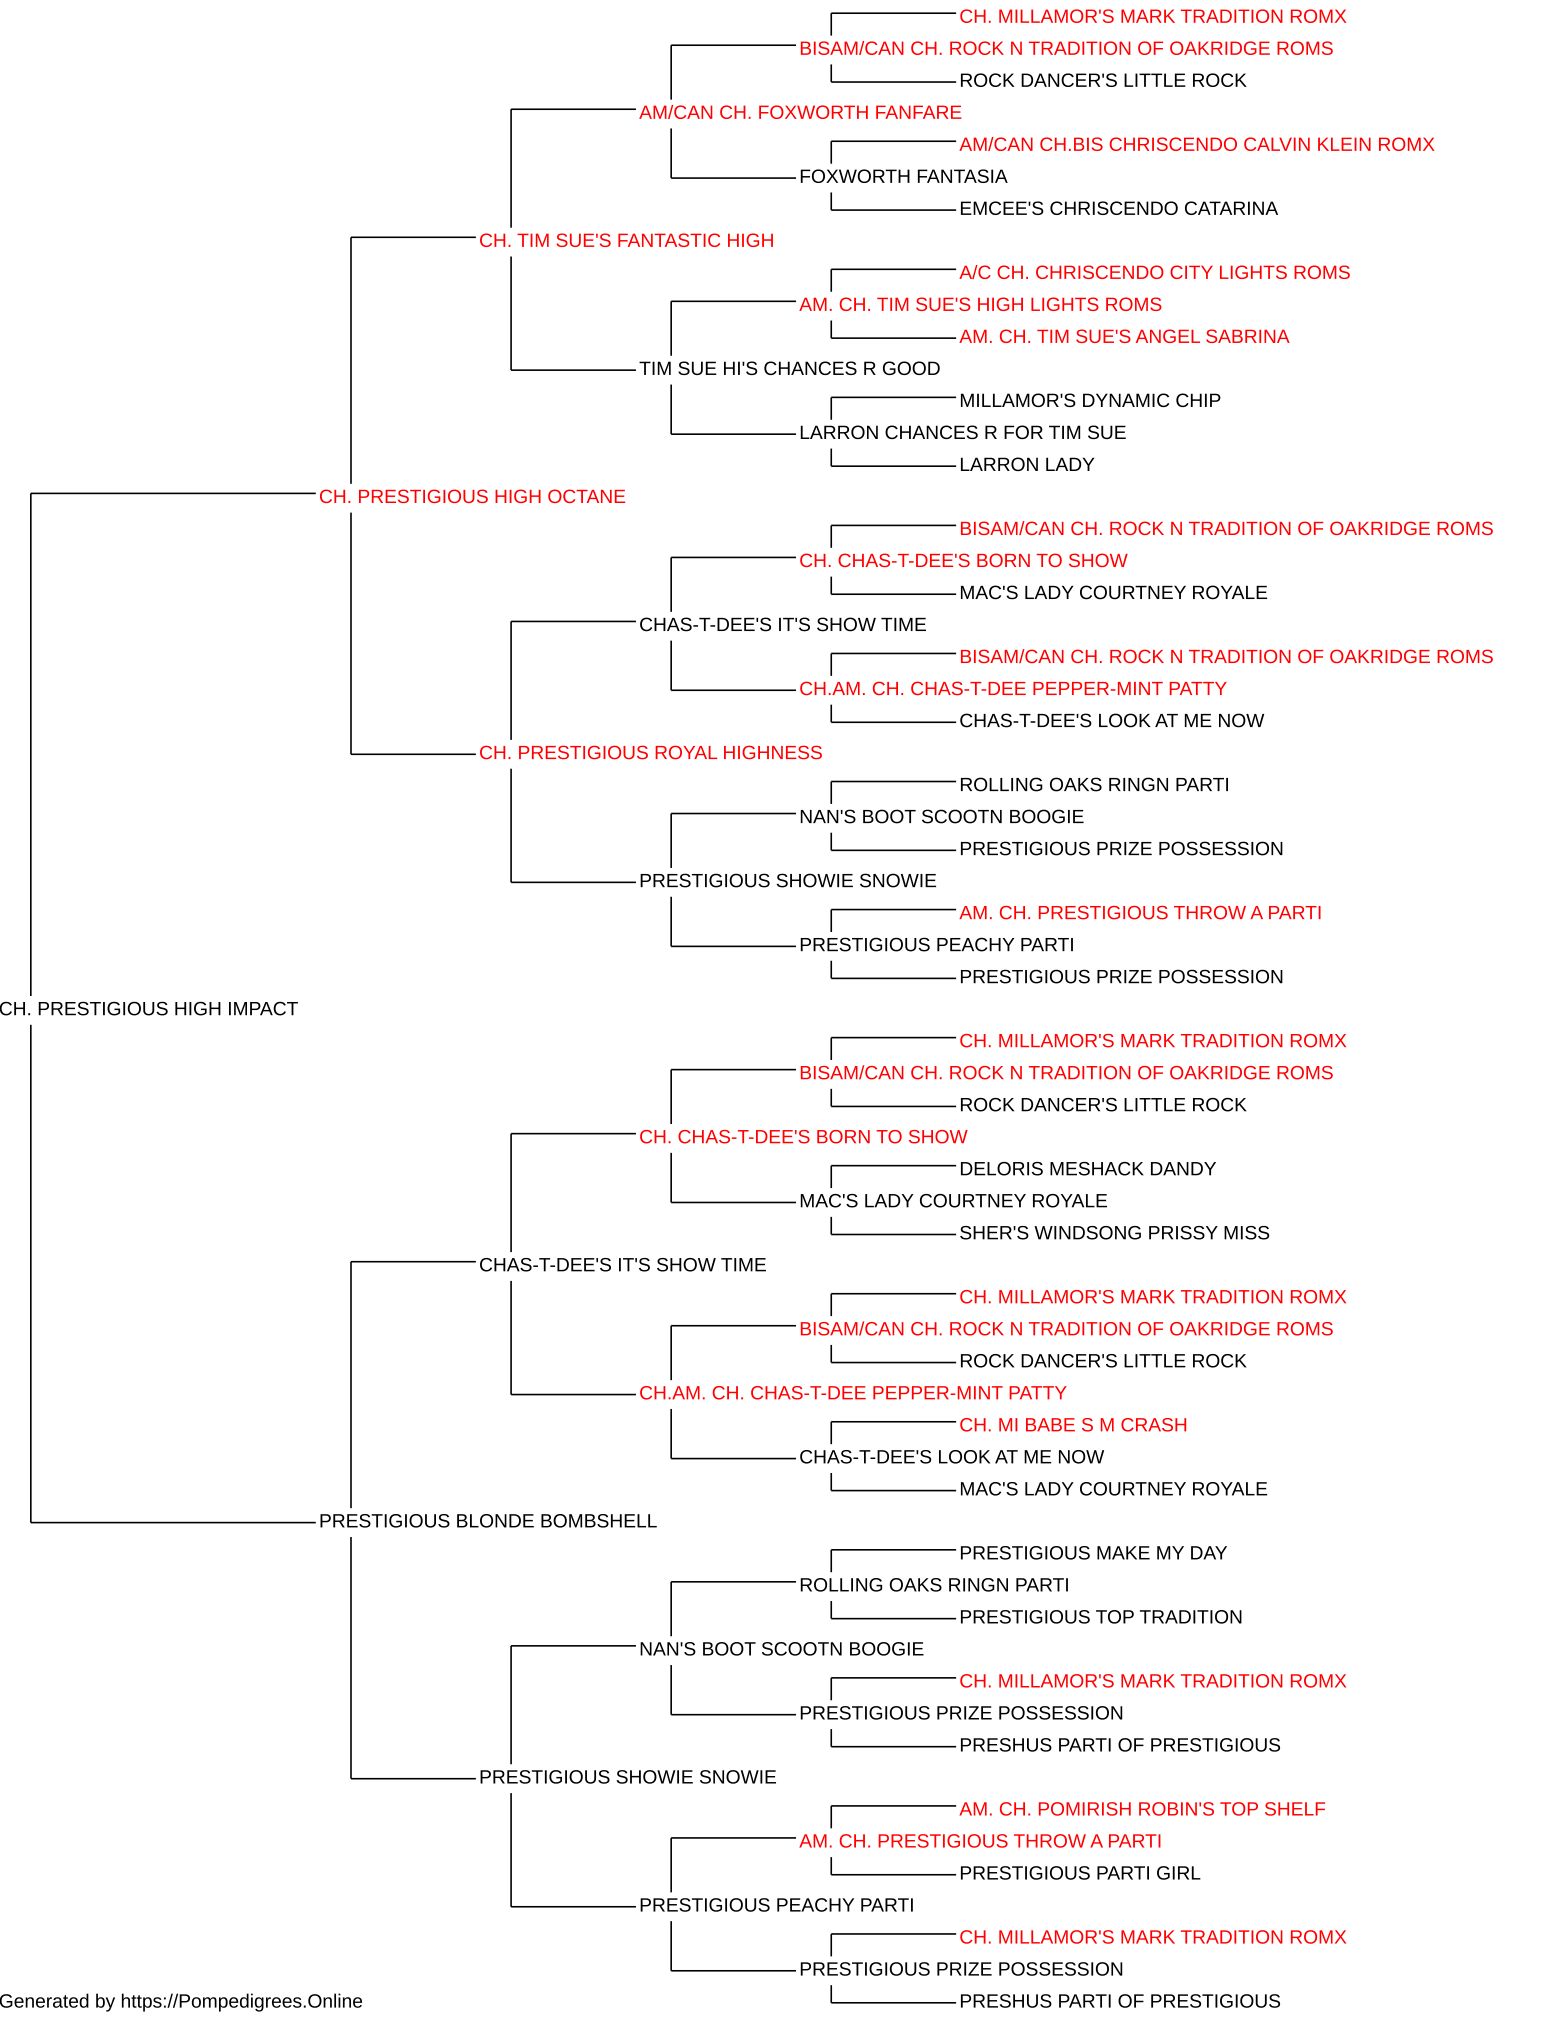 CH. MILLAMOR'S MARK TRADITION ROMX
BISAM/CAN CH. ROCK N TRADITION OF OAKRIDGE ROMS
ROCK DANCER'S LITTLE ROCK
AM/CAN CH. FOXWORTH FANFARE
AM/CAN CH.BIS CHRISCENDO CALVIN KLEIN ROMX
FOXWORTH FANTASIA
EMCEE'S CHRISCENDO CATARINA
CH. TIM SUE'S FANTASTIC HIGH
A/C CH. CHRISCENDO CITY LIGHTS ROMS
AM. CH. TIM SUE'S HIGH LIGHTS ROMS
AM. CH. TIM SUE'S ANGEL SABRINA
TIM SUE HI'S CHANCES R GOOD
MILLAMOR'S DYNAMIC CHIP
LARRON CHANCES R FOR TIM SUE
LARRON LADY
CH. PRESTIGIOUS HIGH OCTANE
BISAM/CAN CH. ROCK N TRADITION OF OAKRIDGE ROMS
CH. CHAS-T-DEE'S BORN TO SHOW
MAC'S LADY COURTNEY ROYALE
CHAS-T-DEE'S IT'S SHOW TIME
BISAM/CAN CH. ROCK N TRADITION OF OAKRIDGE ROMS
CH.AM. CH. CHAS-T-DEE PEPPER-MINT PATTY
CHAS-T-DEE'S LOOK AT ME NOW
CH. PRESTIGIOUS ROYAL HIGHNESS
ROLLING OAKS RINGN PARTI
NAN'S BOOT SCOOTN BOOGIE
PRESTIGIOUS PRIZE POSSESSION
PRESTIGIOUS SHOWIE SNOWIE
AM. CH. PRESTIGIOUS THROW A PARTI
PRESTIGIOUS PEACHY PARTI
PRESTIGIOUS PRIZE POSSESSION
CH. PRESTIGIOUS HIGH IMPACT
CH. MILLAMOR'S MARK TRADITION ROMX
BISAM/CAN CH. ROCK N TRADITION OF OAKRIDGE ROMS
ROCK DANCER'S LITTLE ROCK
CH. CHAS-T-DEE'S BORN TO SHOW
DELORIS MESHACK DANDY
MAC'S LADY COURTNEY ROYALE
SHER'S WINDSONG PRISSY MISS
CHAS-T-DEE'S IT'S SHOW TIME
CH. MILLAMOR'S MARK TRADITION ROMX
BISAM/CAN CH. ROCK N TRADITION OF OAKRIDGE ROMS
ROCK DANCER'S LITTLE ROCK
CH.AM. CH. CHAS-T-DEE PEPPER-MINT PATTY
CH. MI BABE S M CRASH
CHAS-T-DEE'S LOOK AT ME NOW
MAC'S LADY COURTNEY ROYALE
PRESTIGIOUS BLONDE BOMBSHELL
PRESTIGIOUS MAKE MY DAY
ROLLING OAKS RINGN PARTI
PRESTIGIOUS TOP TRADITION
NAN'S BOOT SCOOTN BOOGIE
CH. MILLAMOR'S MARK TRADITION ROMX
PRESTIGIOUS PRIZE POSSESSION
PRESHUS PARTI OF PRESTIGIOUS
PRESTIGIOUS SHOWIE SNOWIE
AM. CH. POMIRISH ROBIN'S TOP SHELF
AM. CH. PRESTIGIOUS THROW A PARTI
PRESTIGIOUS PARTI GIRL
PRESTIGIOUS PEACHY PARTI
CH. MILLAMOR'S MARK TRADITION ROMX
PRESTIGIOUS PRIZE POSSESSION
PRESHUS PARTI OF PRESTIGIOUS
Generated by https://Pompedigrees.Online